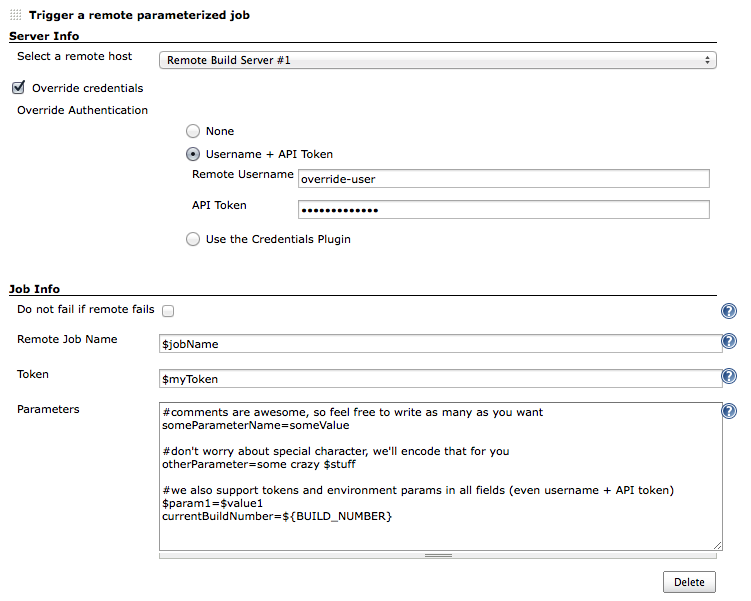 Trigger a remote parameterized job
Server Info
Select a remote host
Remote Build Server #1
Override credentials
Override Authentication
None
Username + API Token
Remote Username
override-user
API Token
•••••••••••••
Use the Credentials Plugin
Job Info
Do not fail if remote fails
?
Remote Job Name
$jobName
?
Token
$myToken
?
Parameters
#comments are awesome, so feel free to write as many as you want
someParameterName=someValue
#don't worry about special character, we'll encode that for you
otherParameter=some crazy $stuff
#we also support tokens and environment params in all fields (even username + API token)
$param1=$value1
currentBuildNumber=${BUILD_NUMBER}
?
Delete